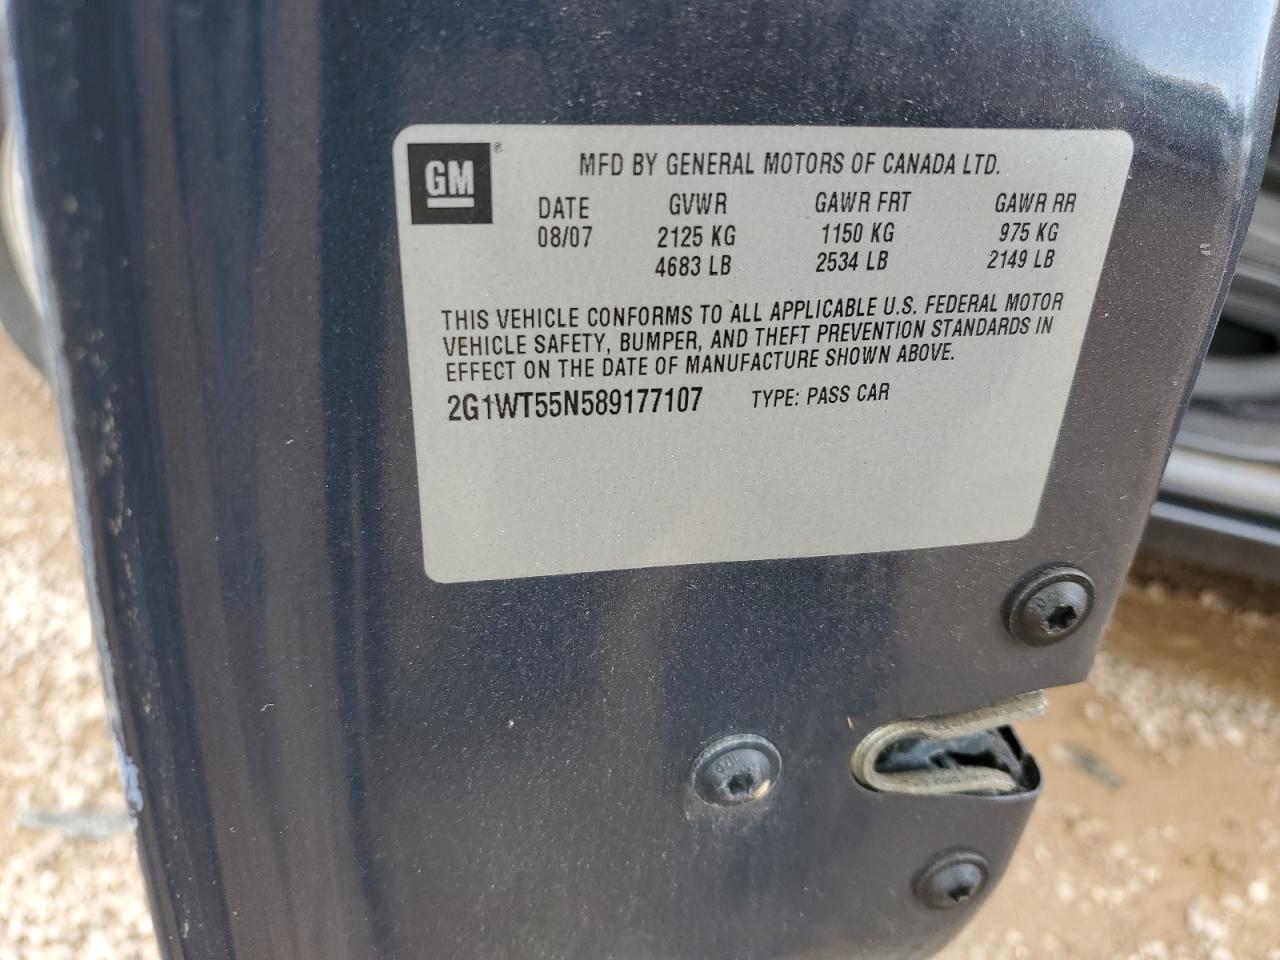 GM®
MFD BY GENERAL MOTORS OF CANADA LTD.
DATE GVWR GAWR FRT GAWR RR
08/07 2125 KG 1150 KG 975 KG
4683 LB 2534 LB 2149 LB
THIS VEHICLE CONFORMS TO ALL APPLICABLE U.S. FEDERAL MOTOR
VEHICLE SAFETY, BUMPER, AND THEFT PREVENTION STANDARDS IN
EFFECT ON THE DATE OF MANUFACTURE SHOWN ABOVE.
2G1WT55N589177107 TYPE: PASS CAR